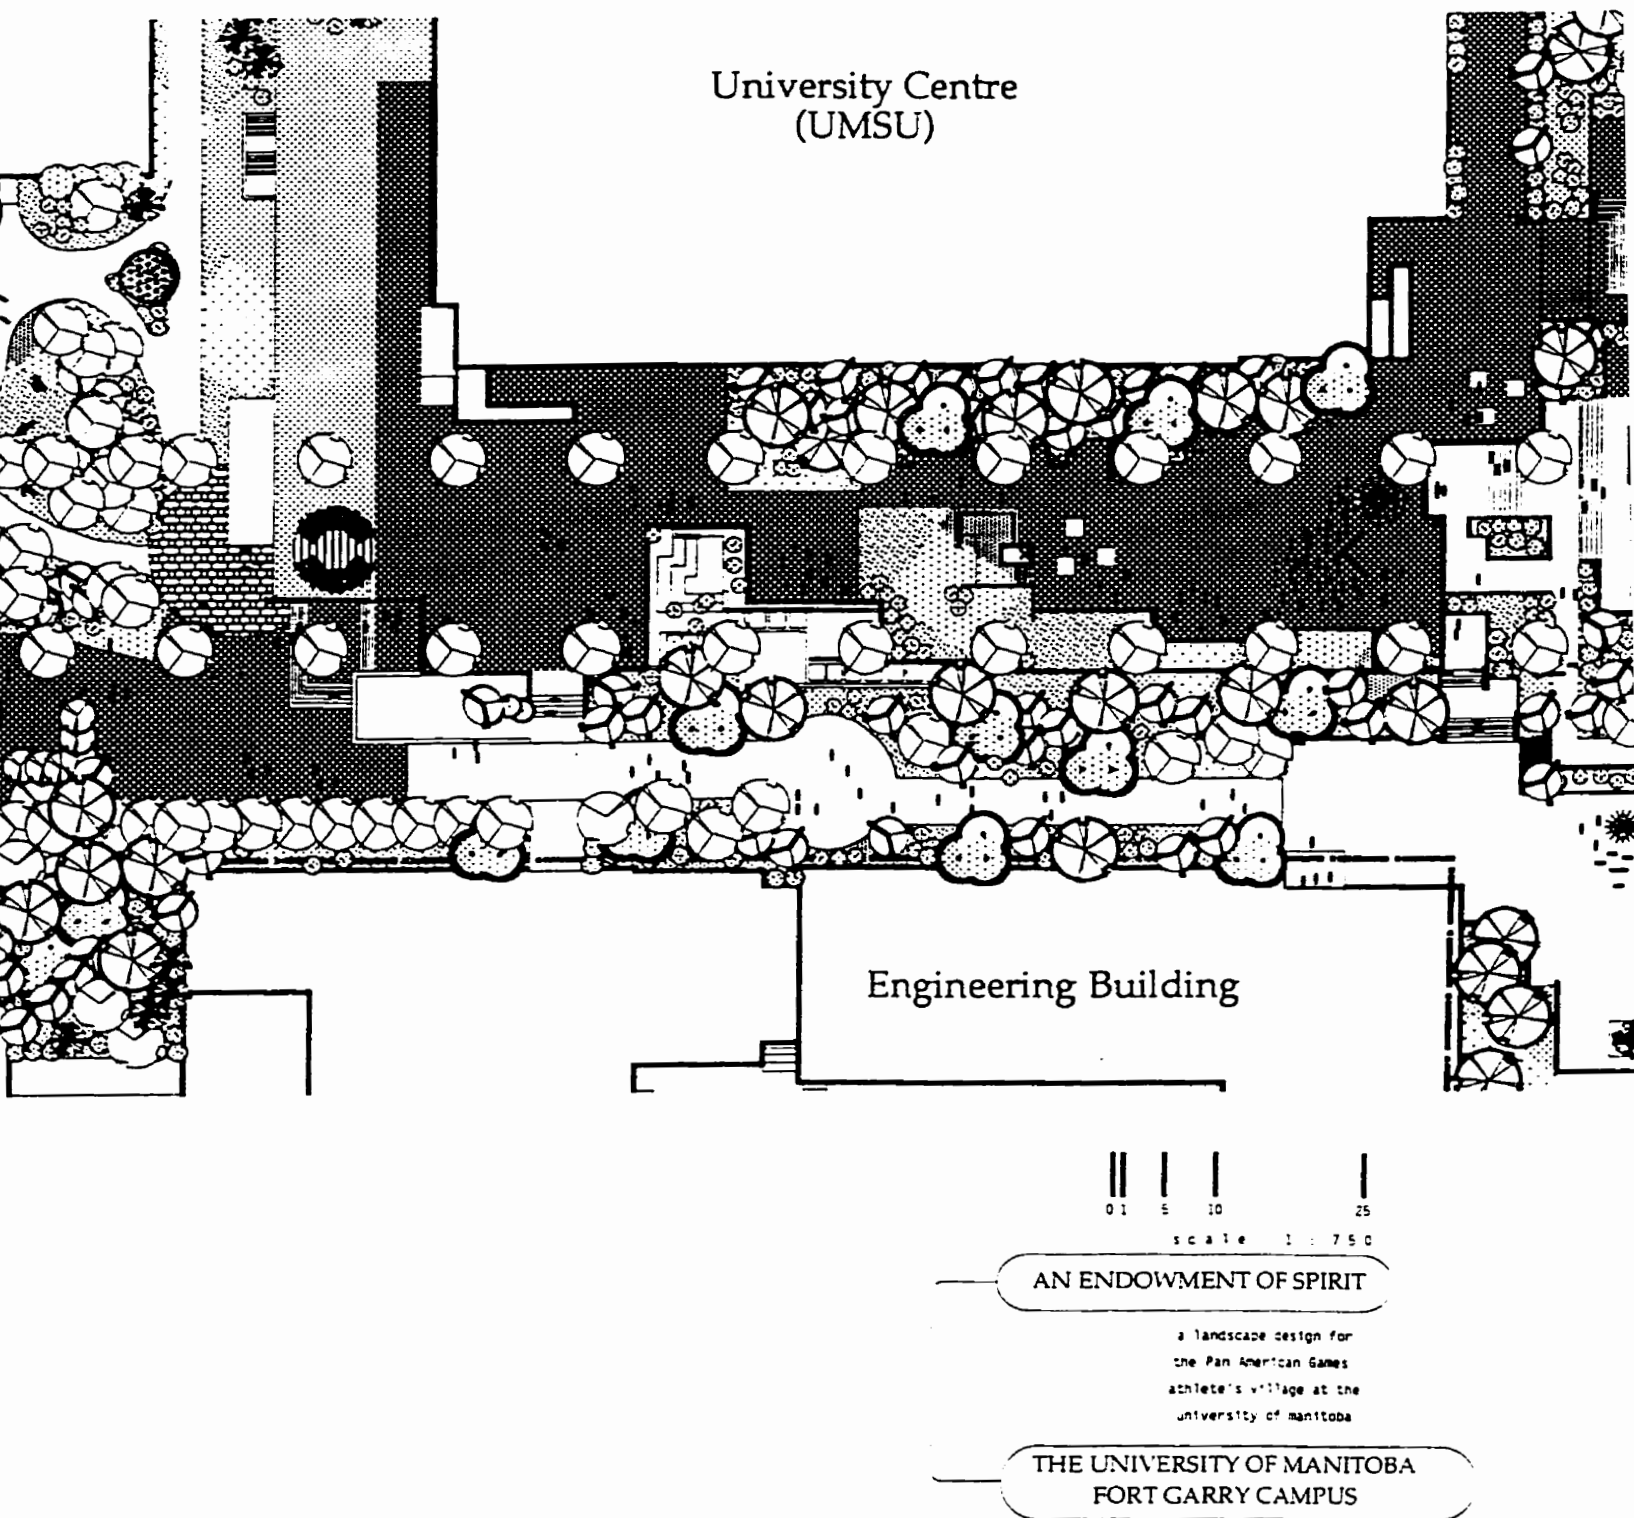 University Centre
(UMSU)
Engineering Building
0 1 5 10 25
scale 1 : 750
AN ENDOWMENT OF SPIRIT
a landscape design for
the Pan American Games
athlete's village at the
university of manitoba
THE UNIVERSITY OF MANITOBA
FORT GARRY CAMPUS